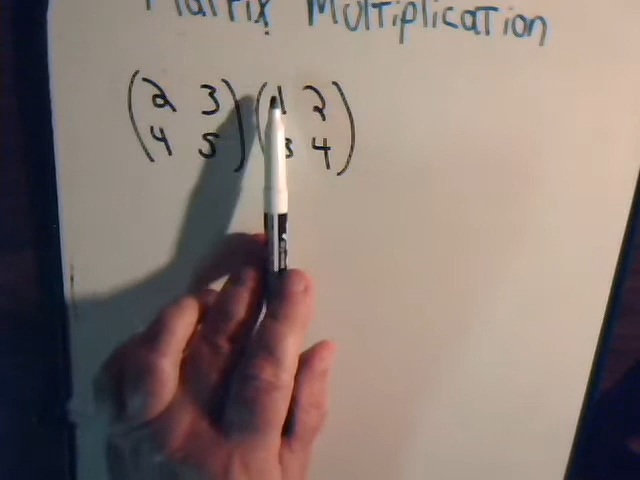 Matrix Multiplication
(2 3) (1 2)
(4 5) (3 4)